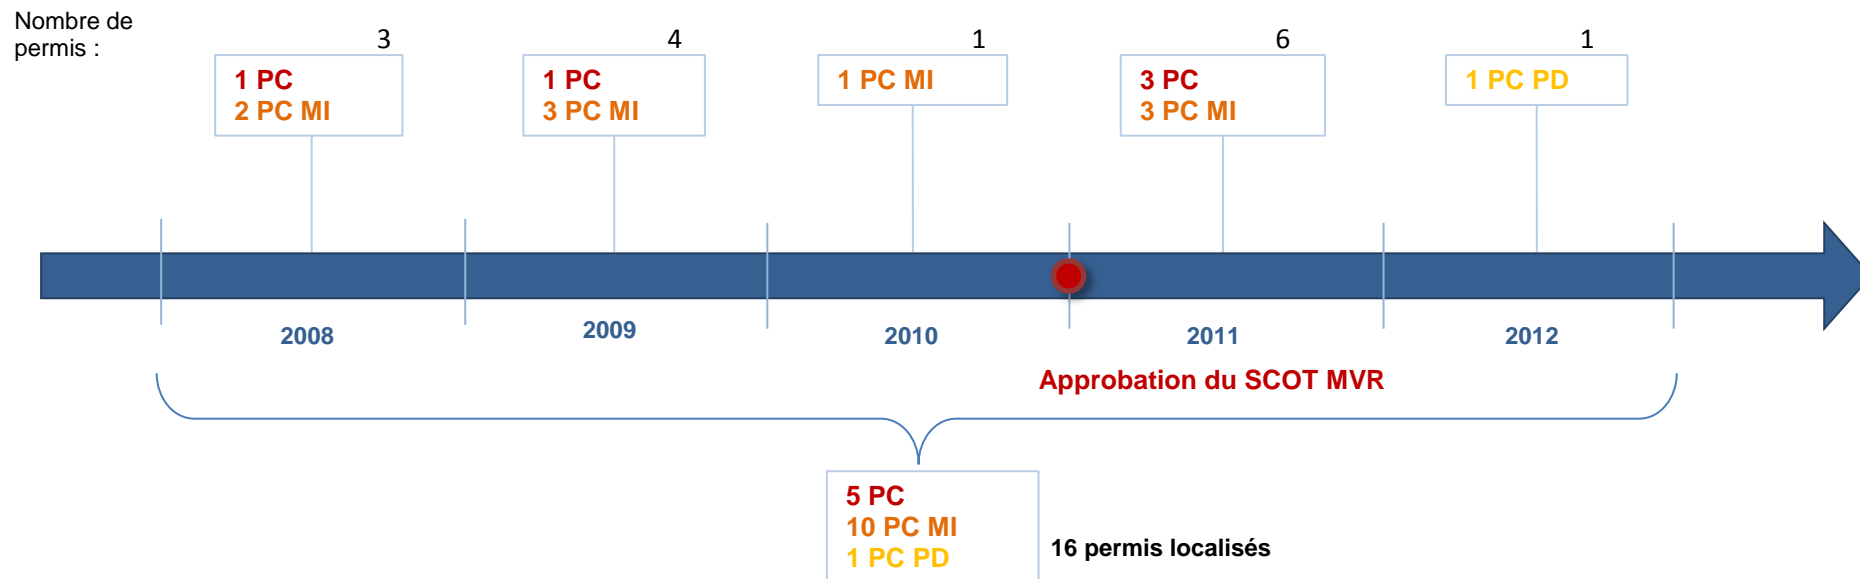 Nombre de
permis :
3
4
1
6
1
1 PC
2 PC MI
1 PC
3 PC MI
1 PC MI
3 PC
3 PC MI
1 PC PD
2008
2009
2010
2011
2012
Approbation du SCOT MVR
5 PC
10 PC MI
1 PC PD
16 permis localisés